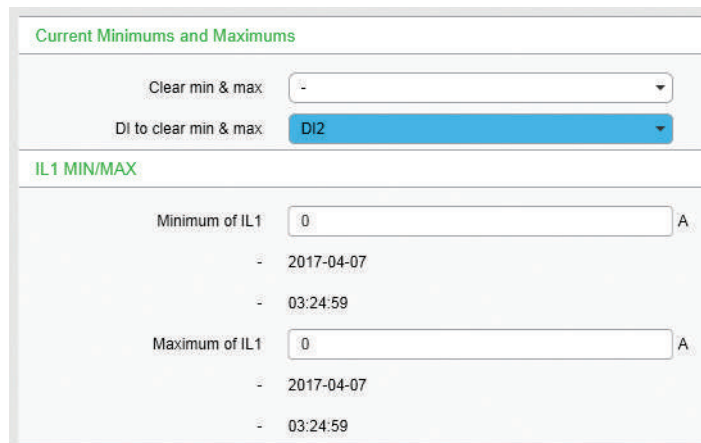 Current Minimums and Maximums
Clear min & max -
DI to clear min & max DI2
IL1 MIN/MAX
Minimum of IL1 0 A
- 2017-04-07
- 03:24:59
Maximum of IL1 0 A
- 2017-04-07
- 03:24:59